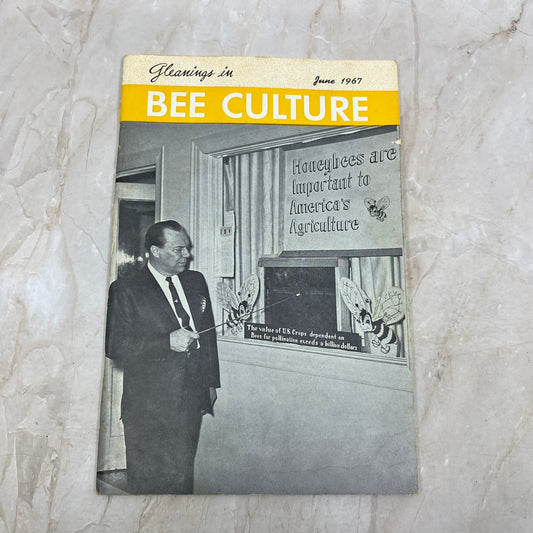 Gleanings in
June 1967
BEE CULTURE
Honeybees are
Important to
America's
Agriculture
The value of U.S. Crops dependent on
Bees for pollination exceeds a billion dollars